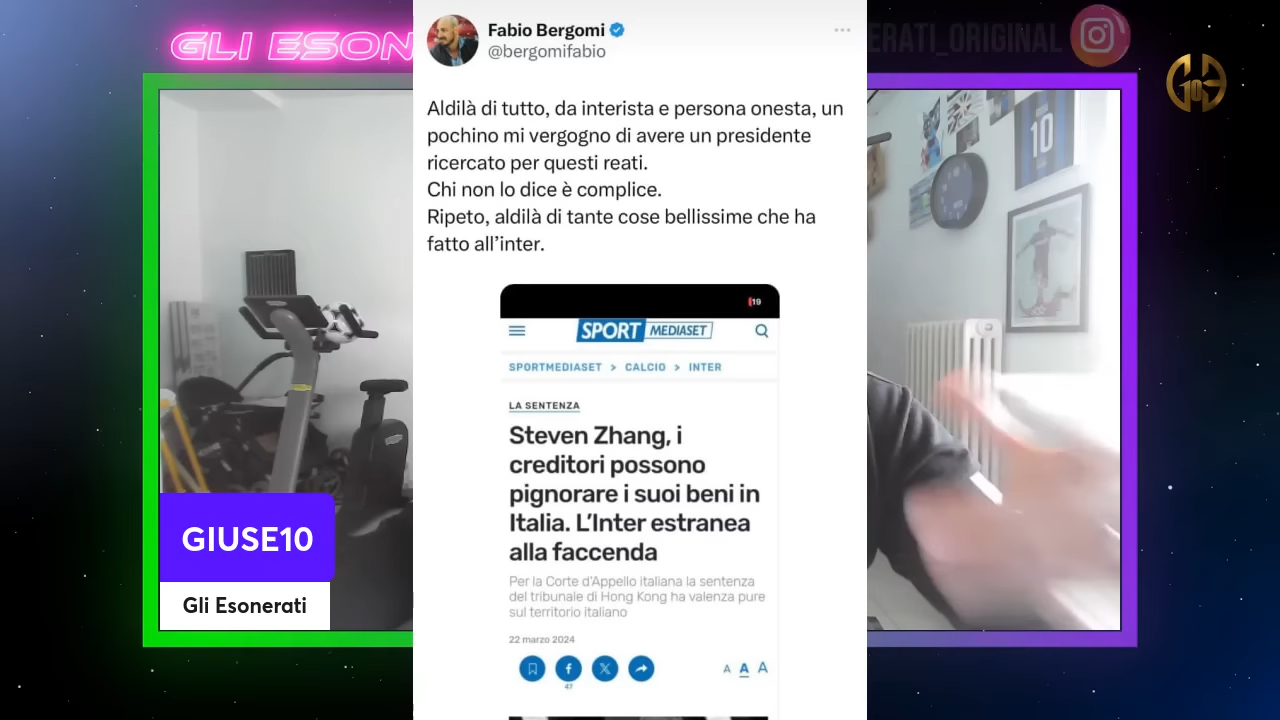 GLI ESON
ERATI_ORIGINAL
Fabio Bergomi
@bergomifabio
Aldilà di tutto, da interista e persona onesta, un
pochino mi vergogno di avere un presidente
ricercato per questi reati.
Chi non lo dice è complice.
Ripeto, aldilà di tante cose bellissime che ha
fatto all’inter.
10
19
SPORT MEDIASET
SPORTMEDIASET > CALCIO > INTER
LA SENTENZA
Steven Zhang, i
creditori possono
pignorare i suoi beni in
Italia. L’Inter estranea
alla faccenda
Per la Corte d’Appello italiana la sentenza
del tribunale di Hong Kong ha valenza pure
sul territorio italiano
22 marzo 2024
A A A
47
GIUSE10
Gli Esonerati